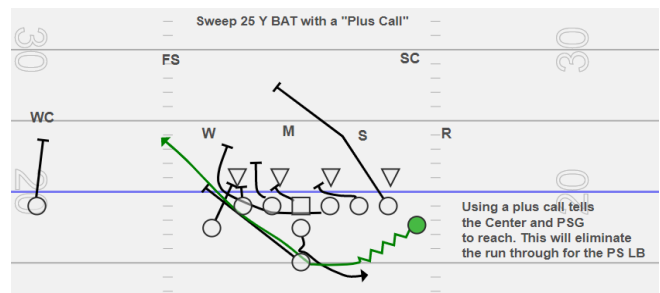 Sweep 25 Y BAT with a "Plus Call"
30
30
FS
SC
WC
W
M
S
R
20
20
Using a plus call tells
the Center and PSG
to reach. This will eliminate
the run through for the PS LB